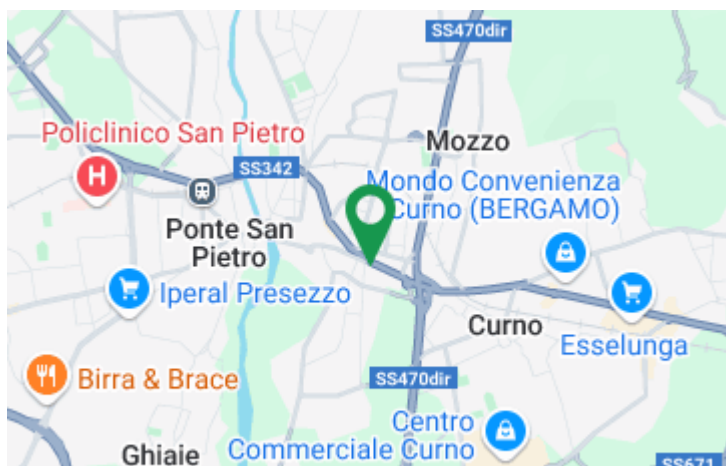 SS470dir
Policlinico San Pietro
H
Mozzo
SS342
Mondo Convenienza
Curno (BERGAMO)
Ponte San
Pietro
Iperal Presezzo
Curno
Esselunga
Birra & Brace
SS470dir
Centro
Commerciale Curno
Ghiaie
SS671